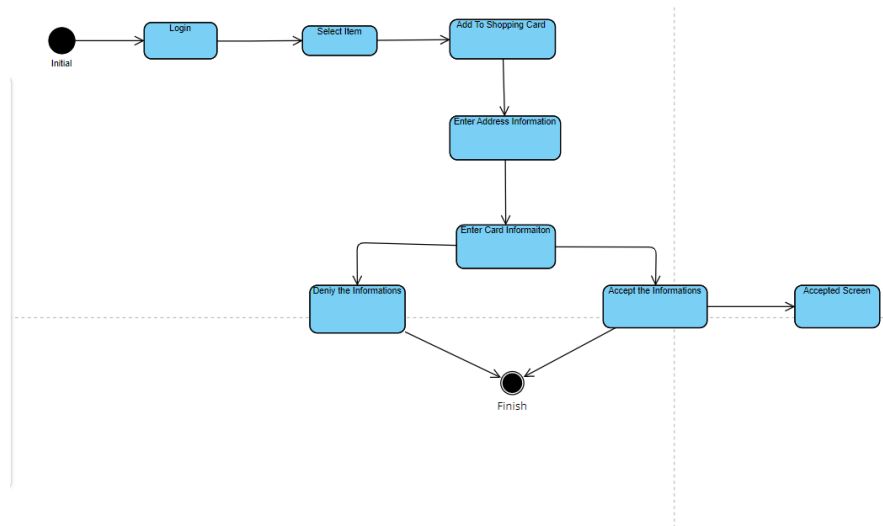 Login
Select Item
Add To Shopping Card
Initial
Enter Address Information
Enter Card Informaiton
Deniy the Informations
Accept the Informations
Accepted Screen
Finish